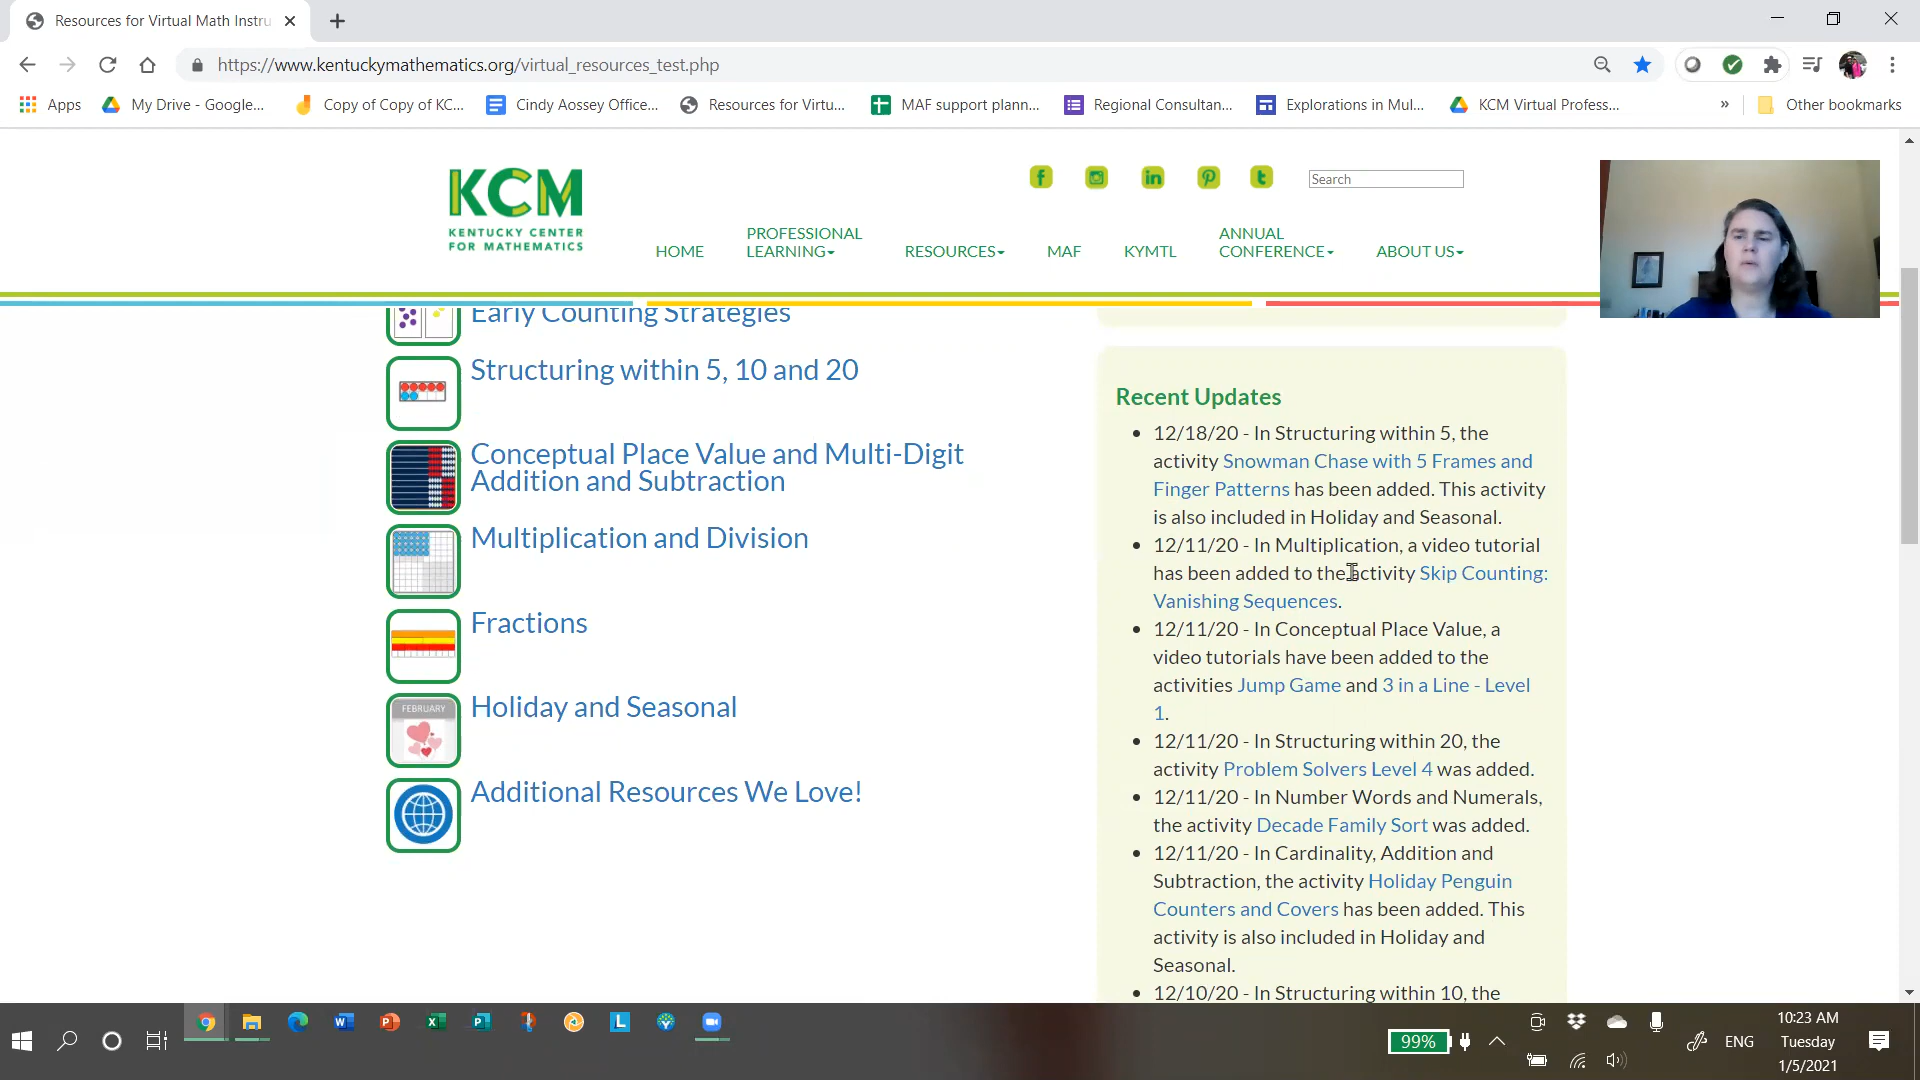 Resources for Virtual Math Instru
https://www.kentuckymathematics.org/virtual_resources_test.php
Apps
My Drive - Google...
Copy of Copy of KC...
Cindy Aossey Office...
Resources for Virtu...
MAF support plann...
Regional Consultan...
Explorations in Mul...
KCM Virtual Profess...
»
Other bookmarks
KCM
KENTUCKY CENTER
FOR MATHEMATICS
Search
HOME
PROFESSIONAL
LEARNING
RESOURCES
MAF
KYMTL
ANNUAL
CONFERENCE
ABOUT US
Early Counting Strategies
Structuring within 5, 10 and 20
Conceptual Place Value and Multi-Digit
Addition and Subtraction
Multiplication and Division
Fractions
FEBRUARY
Holiday and Seasonal
Additional Resources We Love!
Recent Updates
• 12/18/20 - In Structuring within 5, the
activity Snowman Chase with 5 Frames and
Finger Patterns has been added. This activity
is also included in Holiday and Seasonal.
• 12/11/20 - In Multiplication, a video tutorial
has been added to the activity Skip Counting:
Vanishing Sequences.
• 12/11/20 - In Conceptual Place Value, a
video tutorials have been added to the
activities Jump Game and 3 in a Line - Level
1.
• 12/11/20 - In Structuring within 20, the
activity Problem Solvers Level 4 was added.
• 12/11/20 - In Number Words and Numerals,
the activity Decade Family Sort was added.
• 12/11/20 - In Cardinality, Addition and
Subtraction, the activity Holiday Penguin
Counters and Covers has been added. This
activity is also included in Holiday and
Seasonal.
• 12/10/20 - In Structuring within 10, the
99%
ENG
10:23 AM
Tuesday
1/5/2021